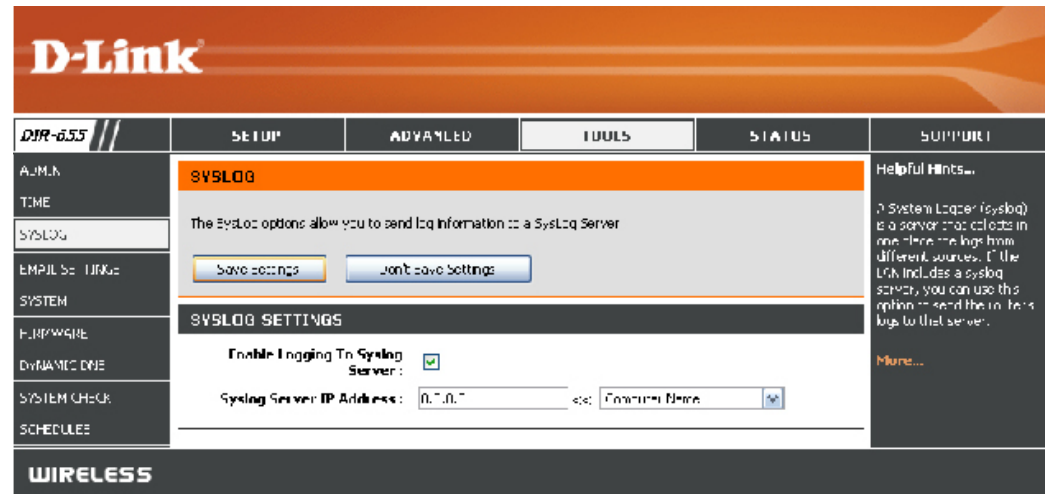 D-Link
DIR-655
SETUP ADVANCED TOOLS STATUS SUPPORT
ADMIN
TIME
SYSLOG
EMAIL SETTINGS
SYSTEM
FIRMWARE
DYNAMIC DNS
SYSTEM CHECK
SCHEDULES
SYSLOG
The SysLog options allow you to send log information to a SysLog Server
Save Settings Don't Save Settings
SYSLOG SETTINGS
Enable Logging To Syslog
Server :
Syslog Server IP Address : 0.0.0.0 << Computer Name
Helpful Hints...
A System Logger (syslog)
is a server that collects in
one place the logs from
different sources. If the
LAN includes a syslog
server, you can use this
option to send the router's
logs to that server.
More...
WIRELESS